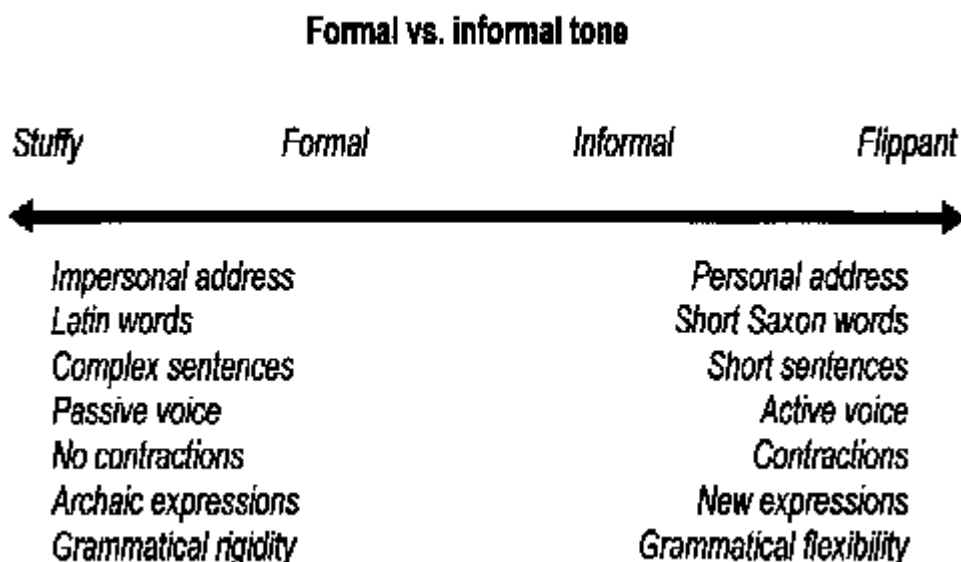 Formal vs. informal tone
Stuffy Formal Informal Flippant
Impersonal address Personal address
Latin words Short Saxon words
Complex sentences Short sentences
Passive voice Active voice
No contractions Contractions
Archaic expressions New expressions
Grammatical rigidity Grammatical flexibility